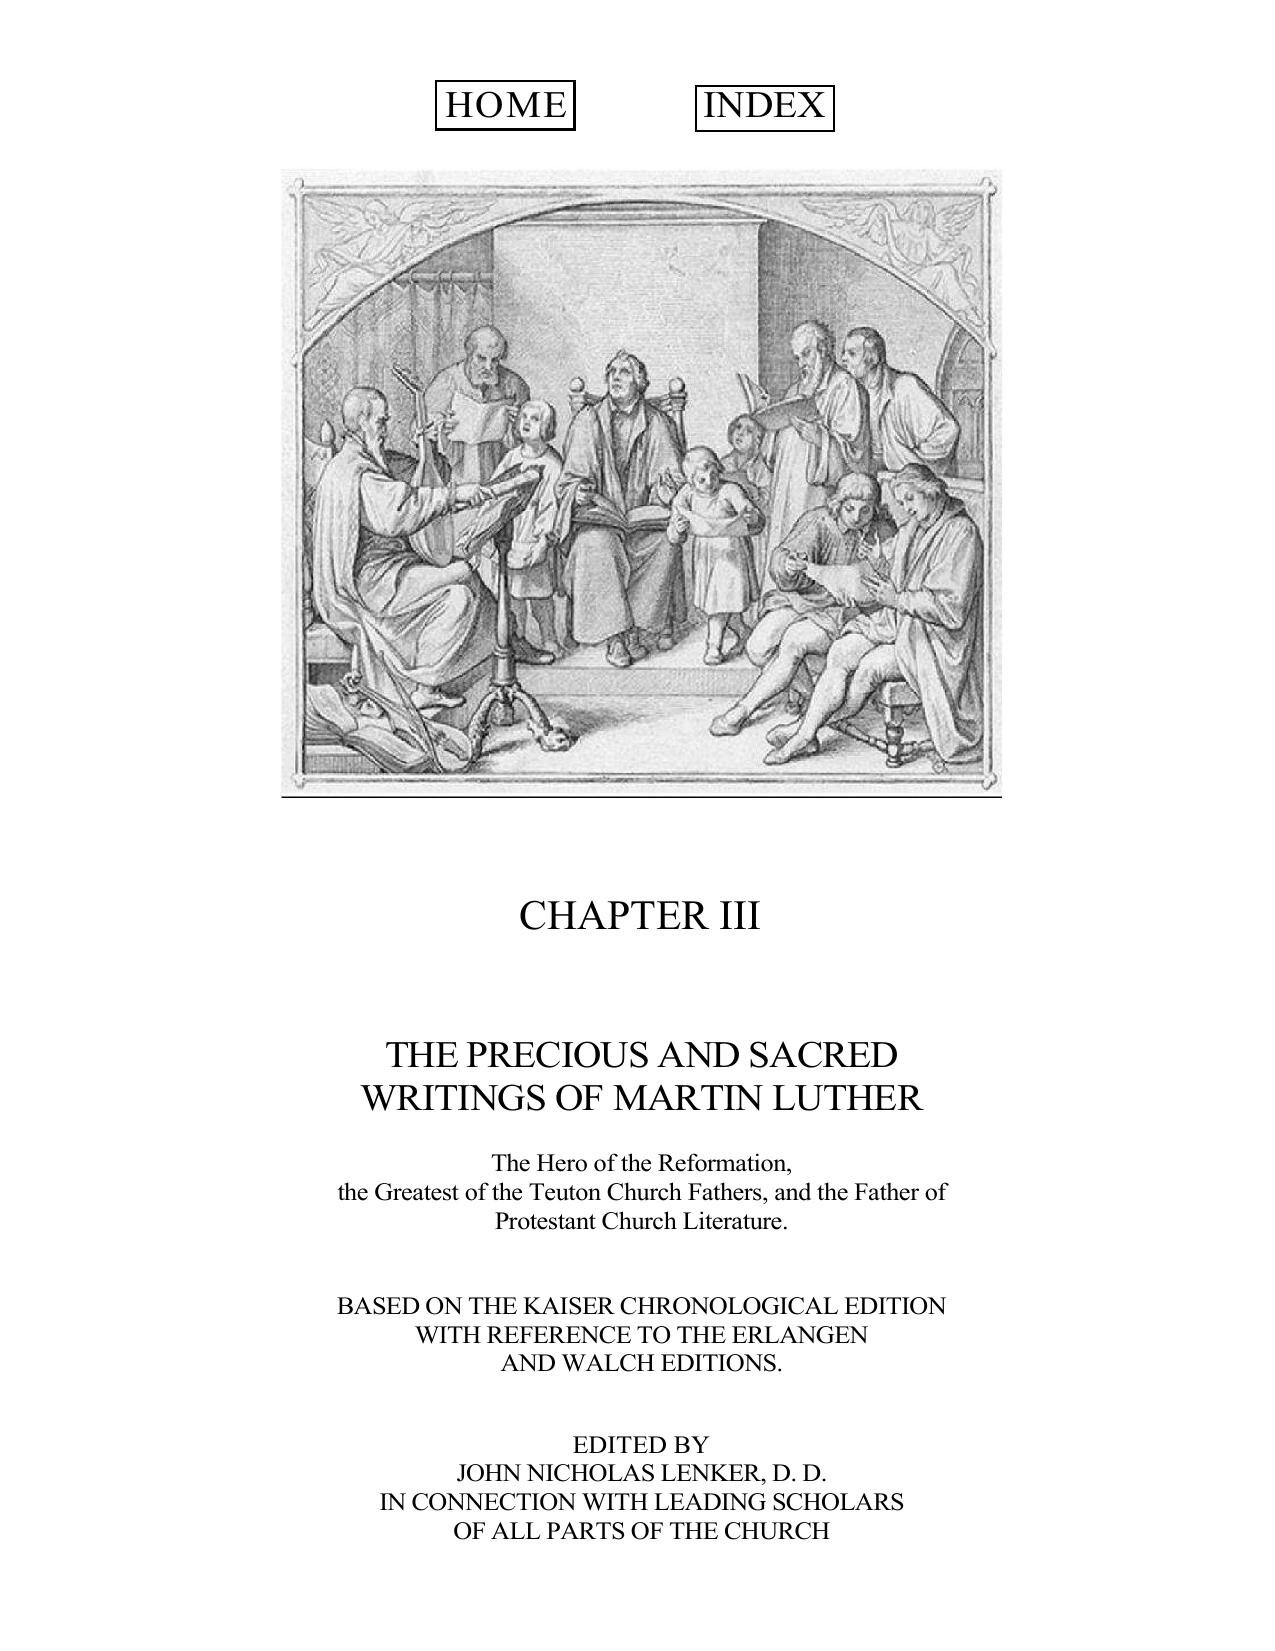 HOME INDEX
CHAPTER III
THE PRECIOUS AND SACRED
WRITINGS OF MARTIN LUTHER
The Hero of the Reformation,
the Greatest of the Teuton Church Fathers, and the Father of
Protestant Church Literature.
BASED ON THE KAISER CHRONOLOGICAL EDITION
WITH REFERENCE TO THE ERLANGEN
AND WALCH EDITIONS.
EDITED BY
JOHN NICHOLAS LENKER, D. D.
IN CONNECTION WITH LEADING SCHOLARS
OF ALL PARTS OF THE CHURCH